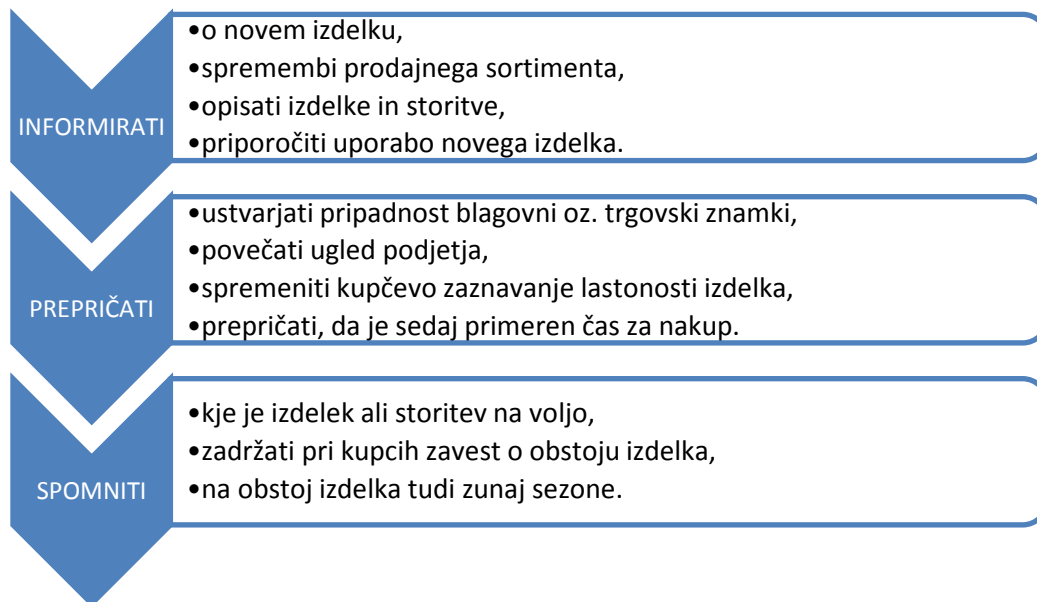 INFORMIRATI
•o novem izdelku,
•spremembi prodajnega sortimenta,
•opisati izdelke in storitve,
•priporočiti uporabo novega izdelka.
PREPRIČATI
•ustvarjati pripadnost blagovni oz. trgovski znamki,
•povečati ugled podjetja,
•spremeniti kupčevo zaznavanje lastonosti izdelka,
•prepričati, da je sedaj primeren čas za nakup.
SPOMNITI
•kje je izdelek ali storitev na voljo,
•zadržati pri kupcih zavest o obstoju izdelka,
•na obstoj izdelka tudi zunaj sezone.